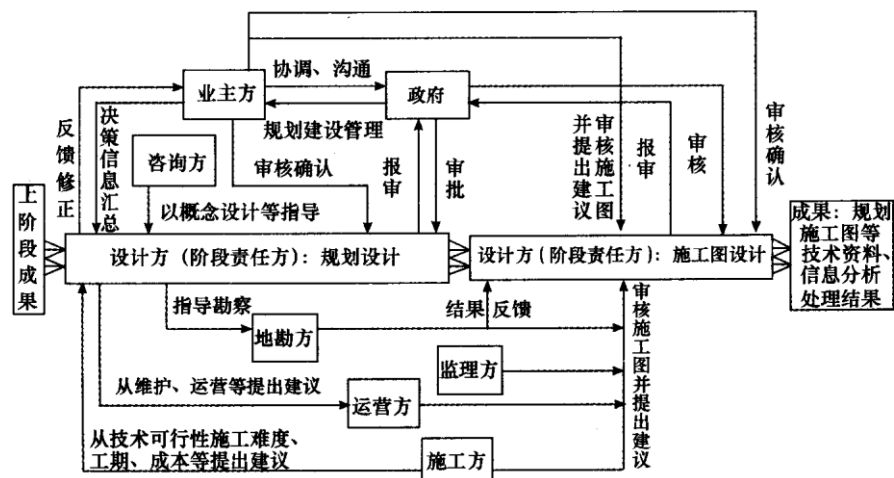 协调、沟通
业主方
政府
规划建设管理
反馈修正
决策信息汇总
咨询方
审核确认
报审
审批
审核施工图
并提出建议
报审
审核
审核确认
以概念设计等指导
上阶段成果
设计方(阶段责任方): 规划设计
设计方(阶段责任方): 施工图设计
成果: 规划
施工图等
技术资料、
信息分析
处理结果
指导勘察
地勘方
结果
反馈
审核施工图并提出建议
监理方
从维护、运营等提出建议
运营方
从技术可行性施工难度、
工期、成本等提出建议
施工方